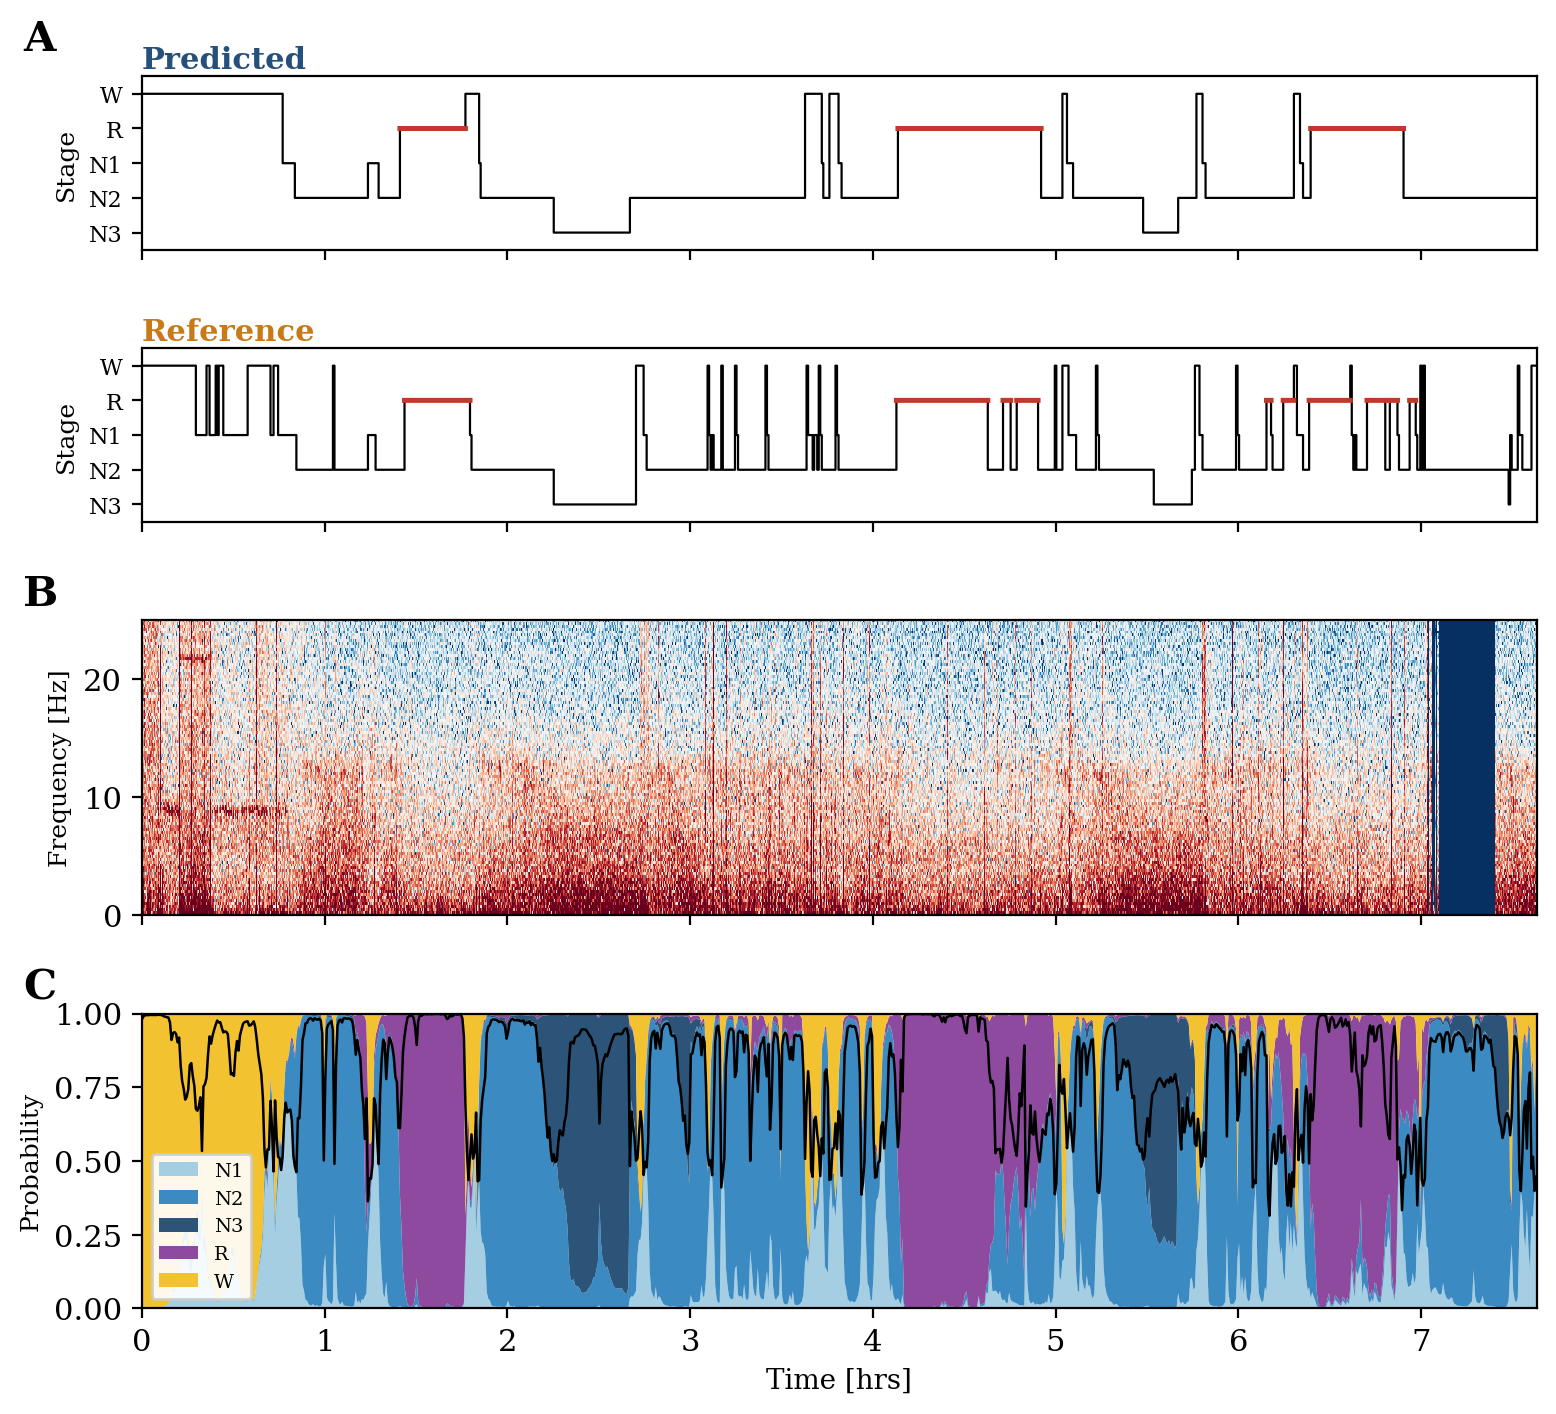 A
Predicted
W
R
N1
N2
N3
Stage
Reference
W
R
N1
N2
N3
Stage
B
20
10
0
Frequency [Hz]
C
1.00
0.75
0.50
0.25
0.00
Probability
N1
N2
N3
R
W
0 1 2 3 4 5 6 7
Time [hrs]